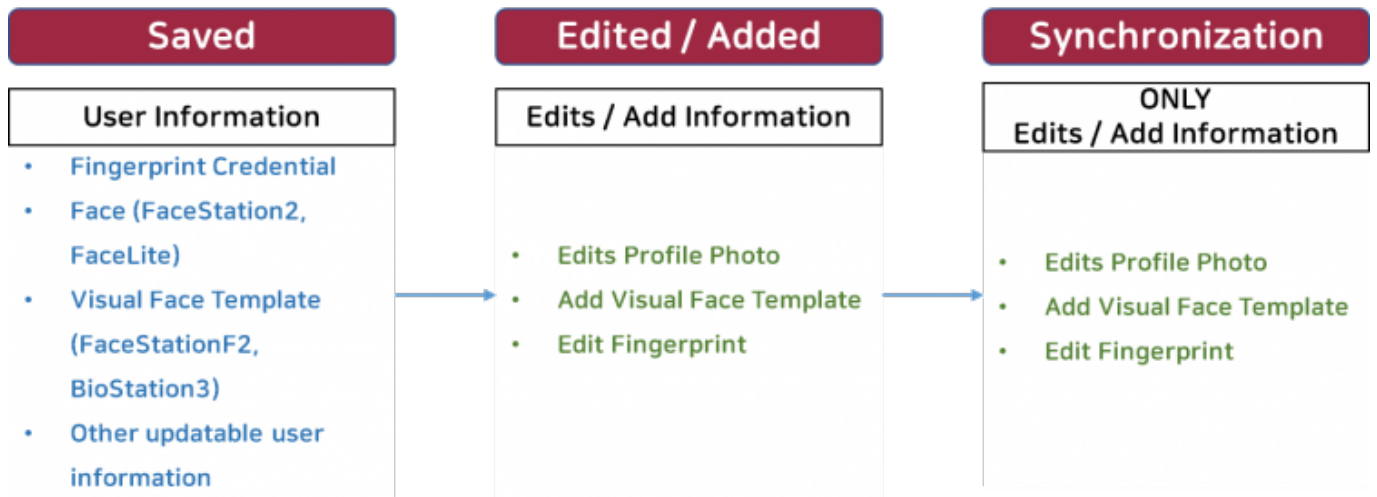 Saved
User Information
• Fingerprint Credential
• Face (FaceStation2,
FaceLite)
• Visual Face Template
(FaceStationF2,
BioStation3)
• Other updatable user
information
Edited / Added
Edits / Add Information
• Edits Profile Photo
• Add Visual Face Template
• Edit Fingerprint
Synchronization
ONLY
Edits / Add Information
• Edits Profile Photo
• Add Visual Face Template
• Edit Fingerprint